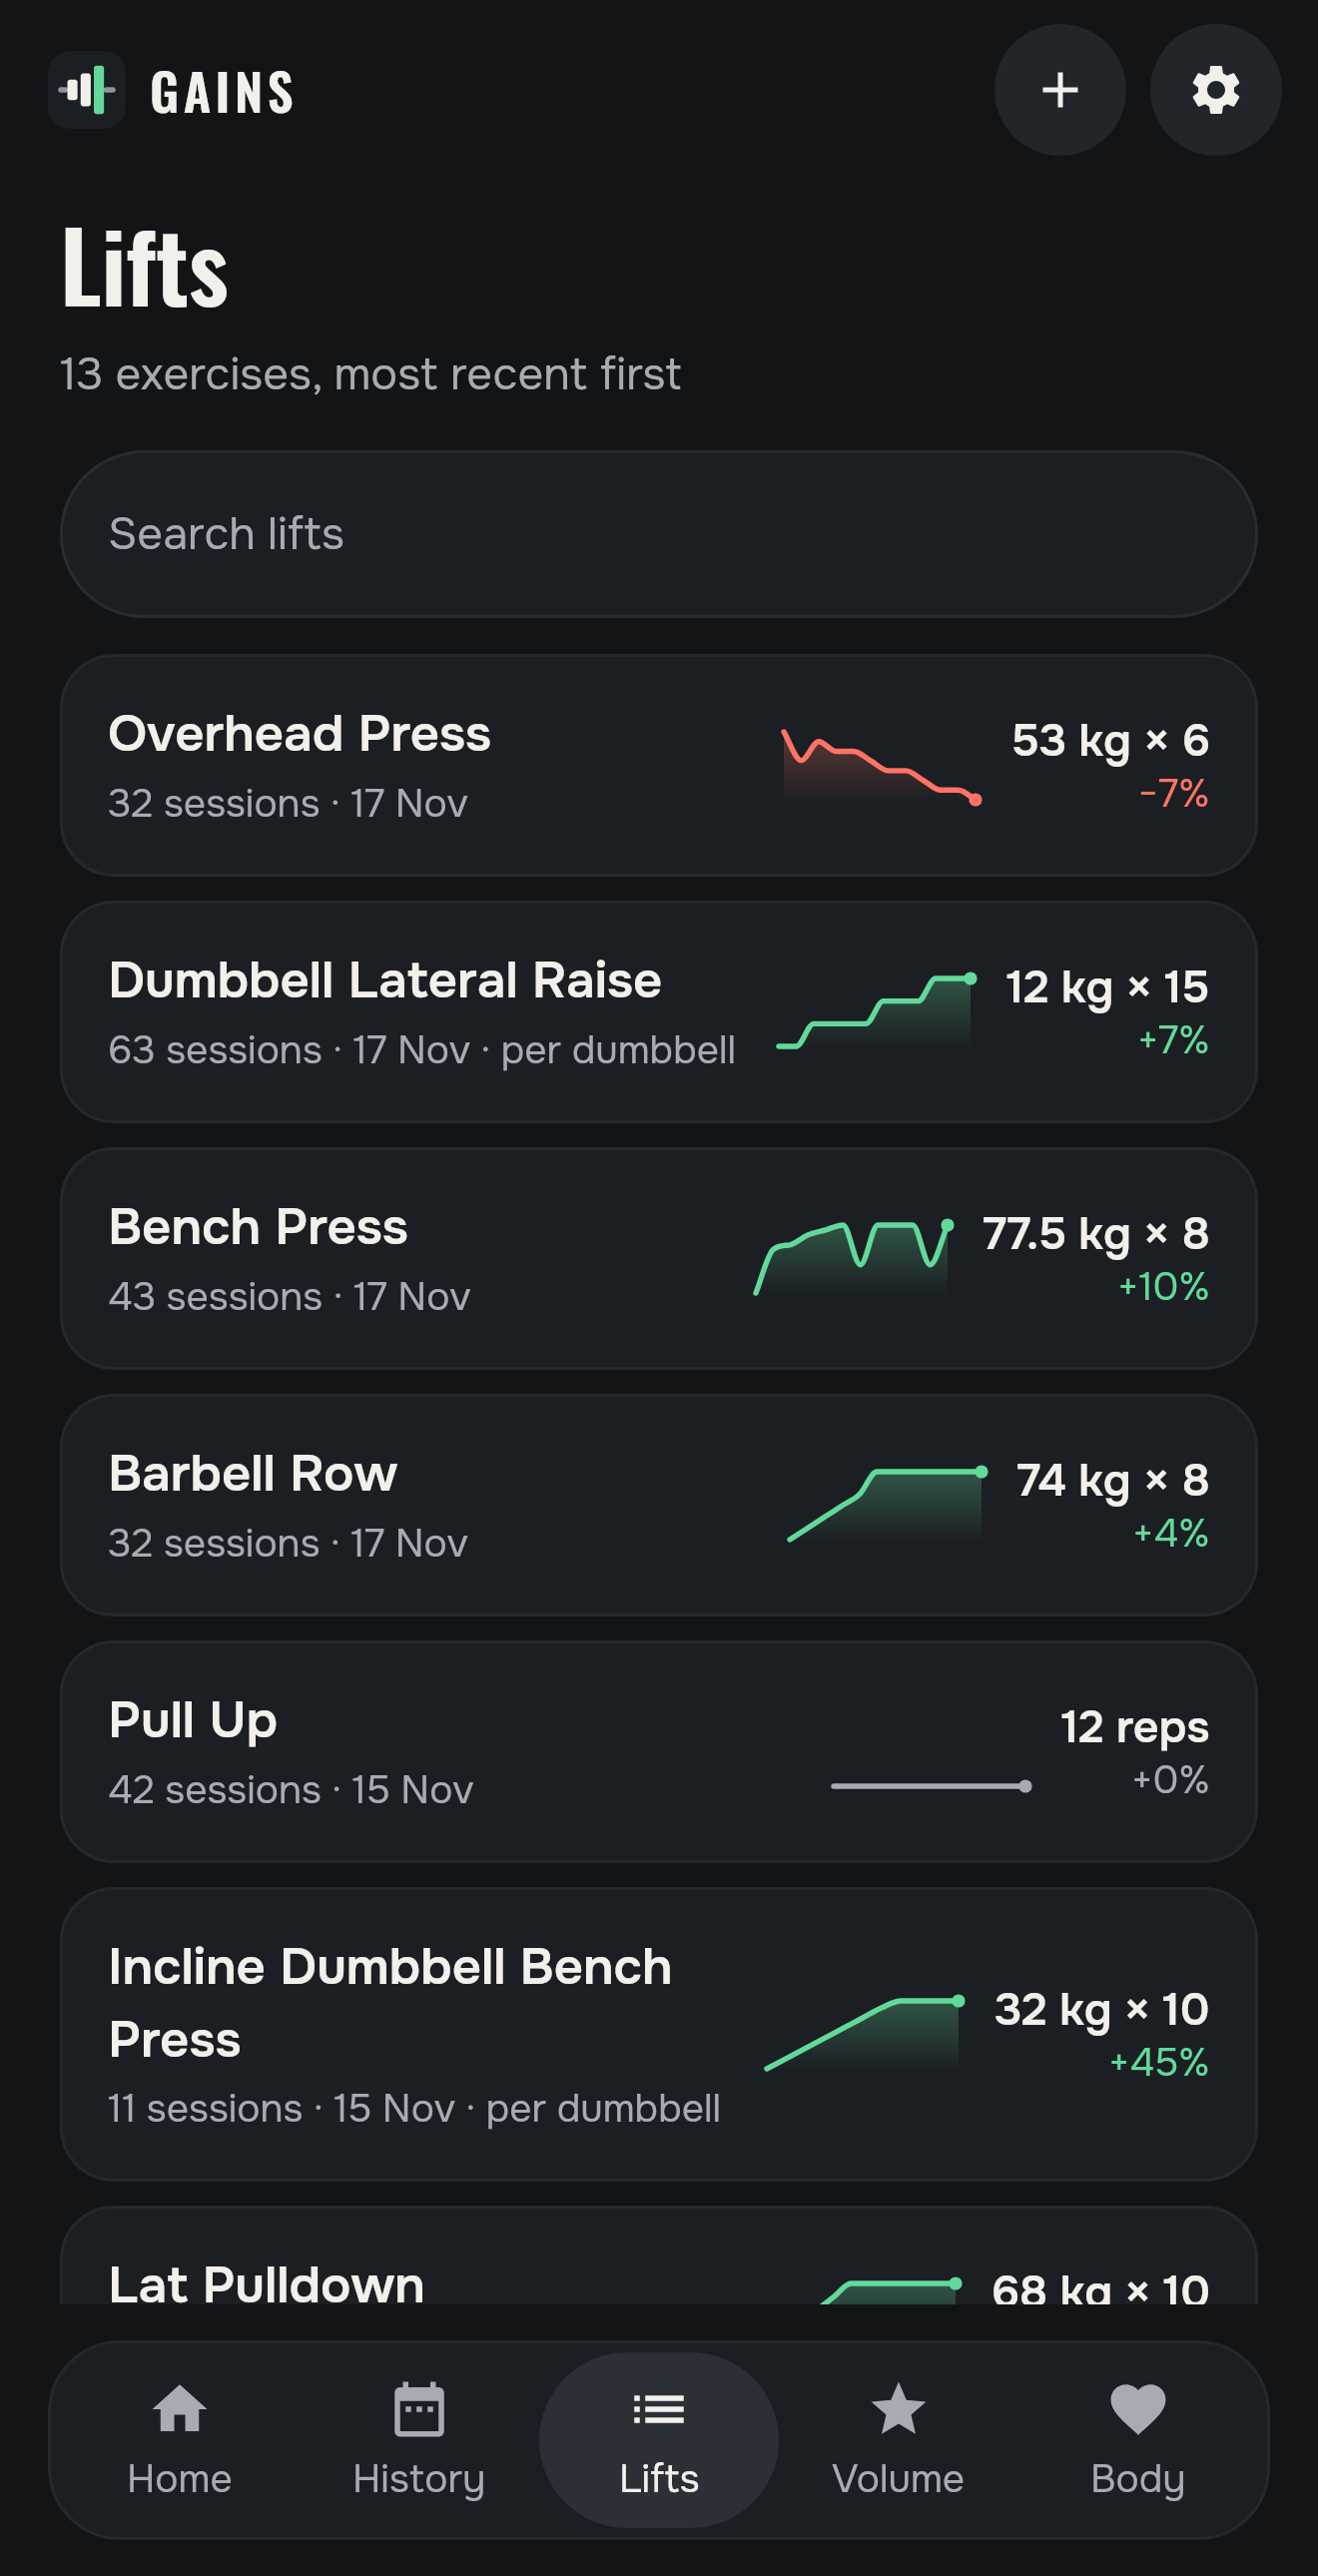 GAINS
Lifts
13 exercises, most recent first
Search lifts
Overhead Press
32 sessions · 17 Nov
53 kg × 6
−7%
Dumbbell Lateral Raise
63 sessions · 17 Nov · per dumbbell
12 kg × 15
+7%
Bench Press
43 sessions · 17 Nov
77.5 kg × 8
+10%
Barbell Row
32 sessions · 17 Nov
74 kg × 8
+4%
Pull Up
42 sessions · 15 Nov
12 reps
+0%
Incline Dumbbell Bench
Press
11 sessions · 15 Nov · per dumbbell
32 kg × 10
+45%
Lat Pulldown
68 kg × 10
Home
History
Lifts
Volume
Body